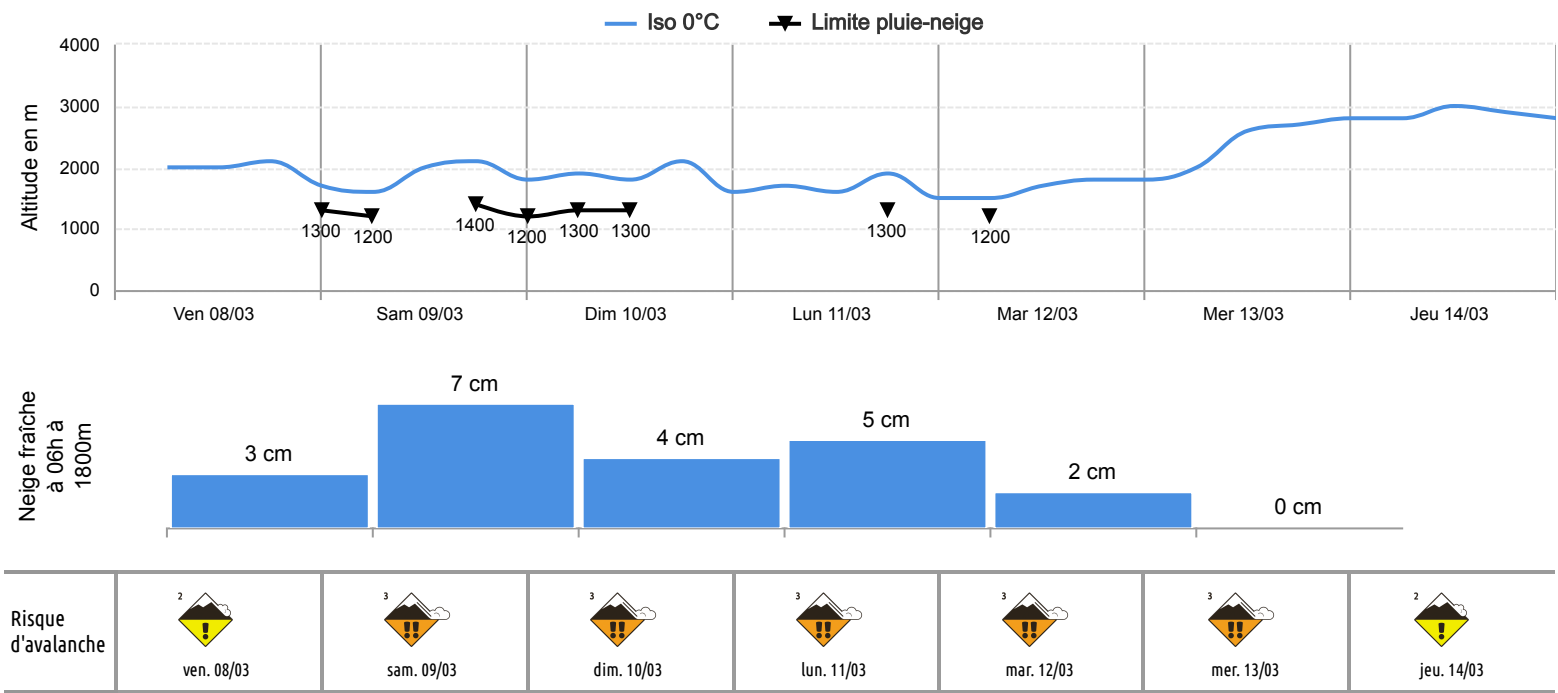 Iso 0°C Limite pluie-neige
Altitude en m
4000
3000
2000
1000
0
1300 1200 1400 1200 1300 1300 1300 1200
Ven 08/03 Sam 09/03 Dim 10/03 Lun 11/03 Mar 12/03 Mer 13/03 Jeu 14/03
Neige fraîche
à 06h à
1800m
3 cm 7 cm 4 cm 5 cm 2 cm 0 cm
Risque
d'avalanche
2 3 3 3 3 3 2
! !! !! !! !! !! !
ven. 08/03 sam. 09/03 dim. 10/03 lun. 11/03 mar. 12/03 mer. 13/03 jeu. 14/03